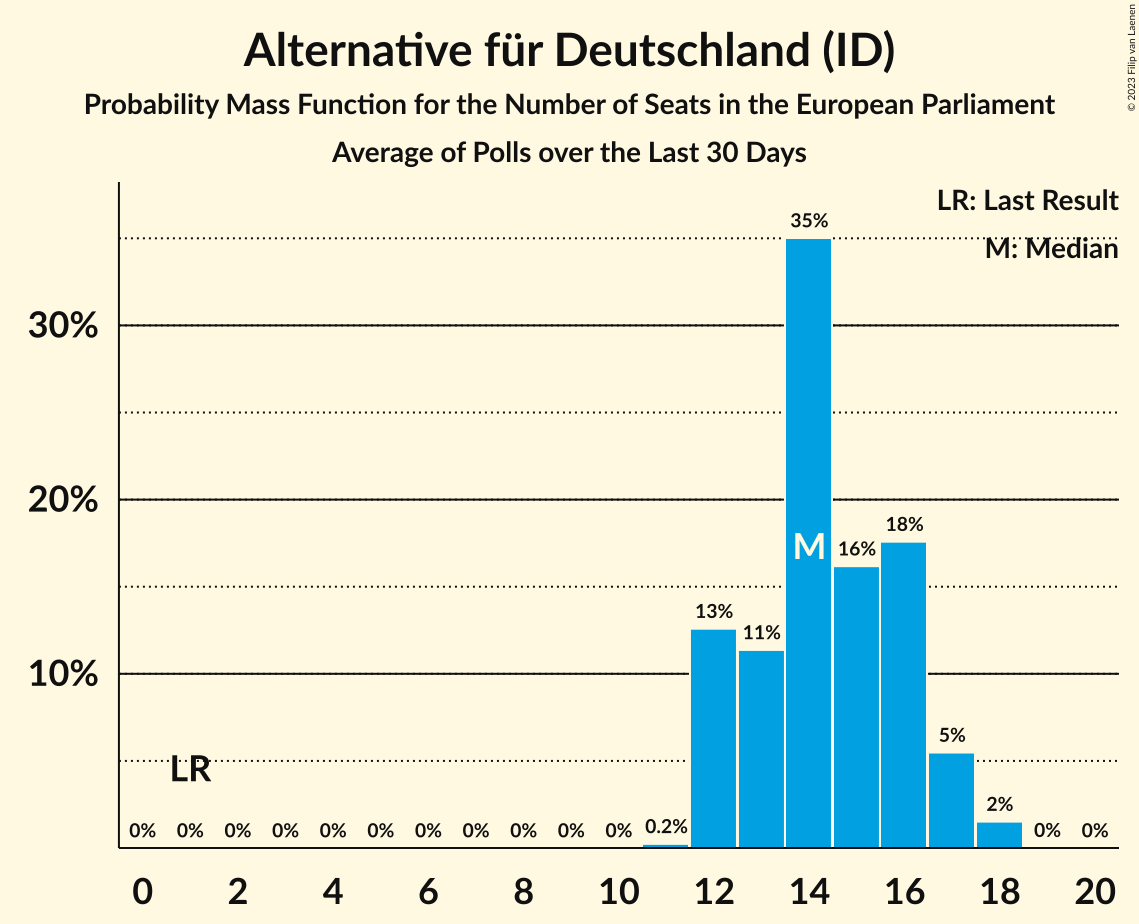 Alternative für Deutschland (ID)
Probability Mass Function for the Number of Seats in the European Parliament
Average of Polls over the Last 30 Days
© 2023 Filip van Laenen
LR: Last Result
M: Median
35%
30%
20%
18%
M
16%
13%
11%
10%
LR
5%
2%
0% 0% 0% 0% 0% 0% 0% 0% 0% 0% 0% 0.2% 0% 0%
0 2 4 6 8 10 12 14 16 18 20